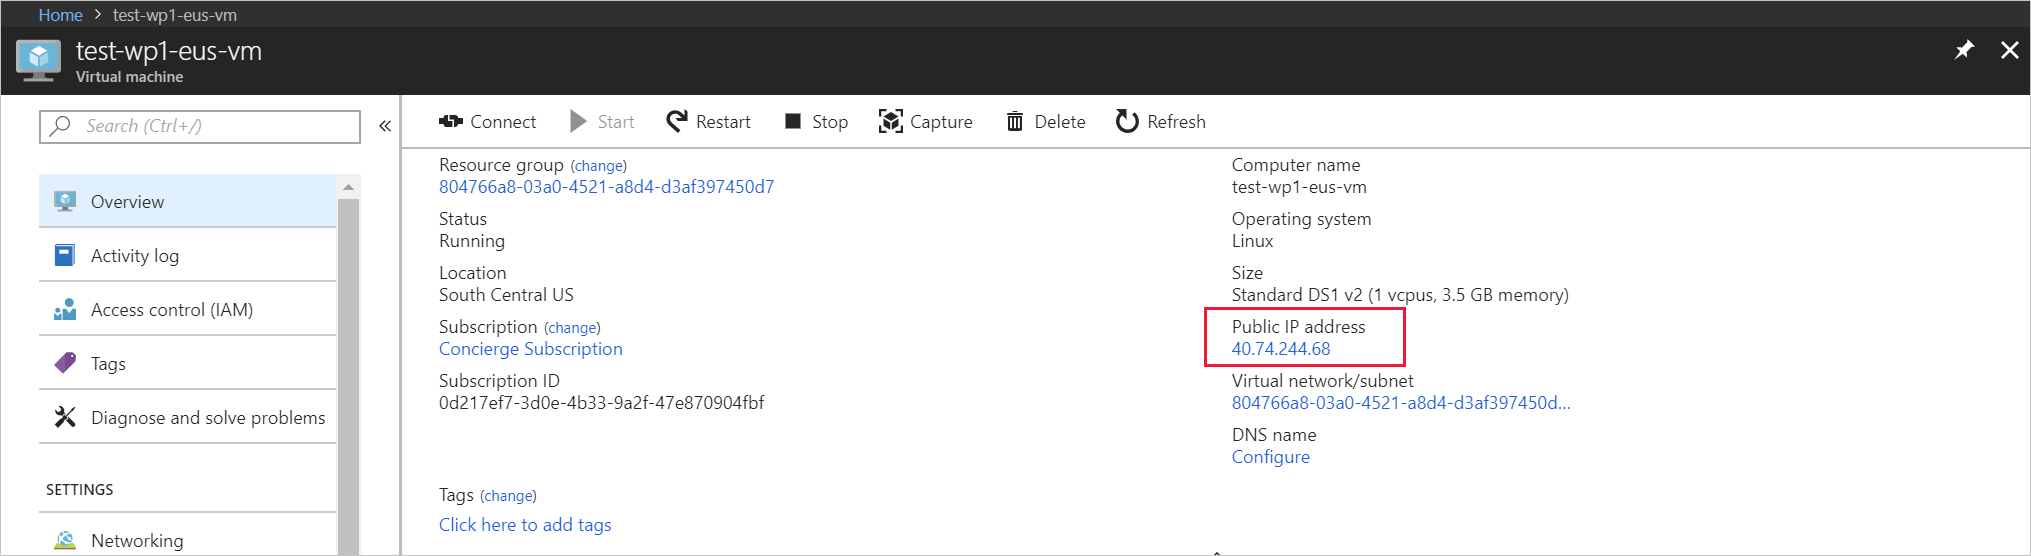 Home > test-wp1-eus-vm
test-wp1-eus-vm
Virtual machine
Search (Ctrl+/)
«
Overview
Activity log
Access control (IAM)
Tags
Diagnose and solve problems
SETTINGS
Networking
Connect Start Restart Stop Capture Delete Refresh
Resource group (change)
804766a8-03a0-4521-a8d4-d3af397450d7
Status
Running
Location
South Central US
Subscription (change)
Concierge Subscription
Subscription ID
0d217ef7-3d0e-4b33-9a2f-47e870904fbf
Computer name
test-wp1-eus-vm
Operating system
Linux
Size
Standard DS1 v2 (1 vcpus, 3.5 GB memory)
Public IP address
40.74.244.68
Virtual network/subnet
804766a8-03a0-4521-a8d4-d3af397450d...
DNS name
Configure
Tags (change)
Click here to add tags